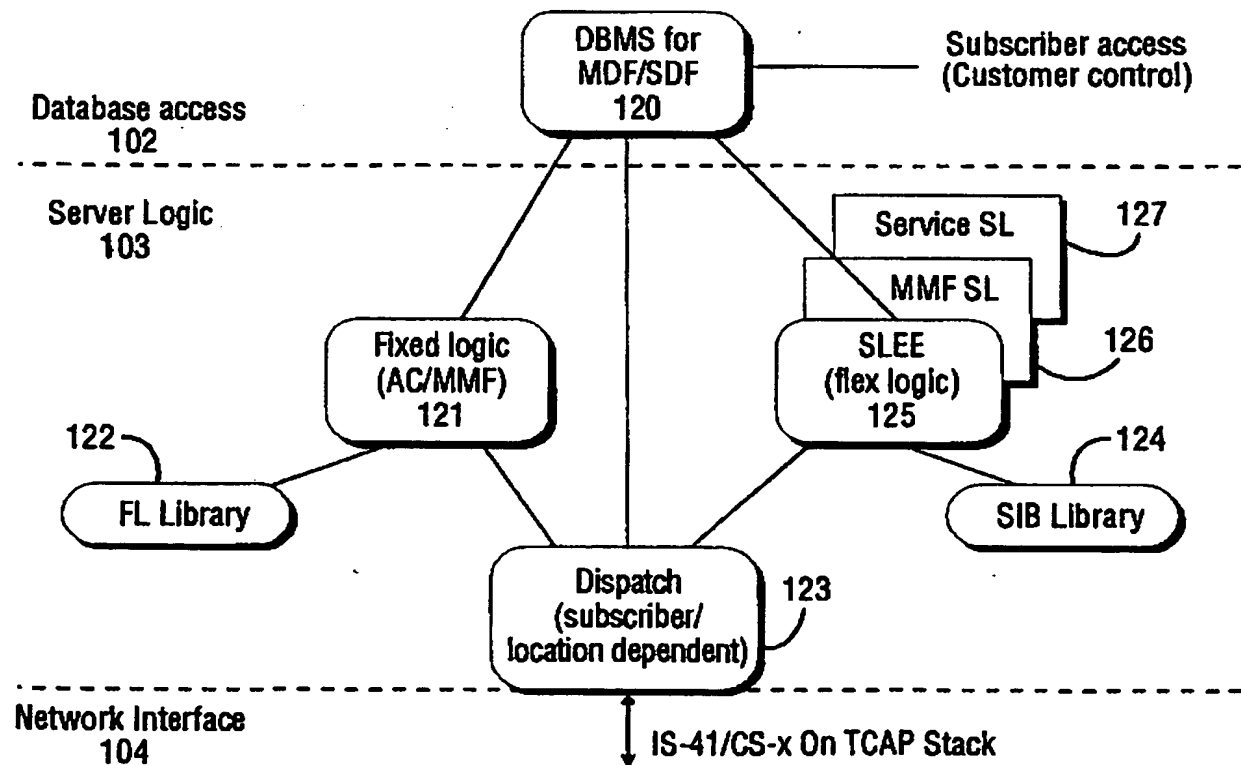 DBMS for
MDF/SDF
120
Subscriber access
(Customer control)
Database access
102
Server Logic
103
Service SL
127
MMF SL
126
Fixed logic
(AC/MMF)
121
SLEE
(flex logic)
125
122
FL Library
124
SIB Library
Dispatch
(subscriber/
location dependent)
123
Network Interface
104
IS-41/CS-x On TCAP Stack